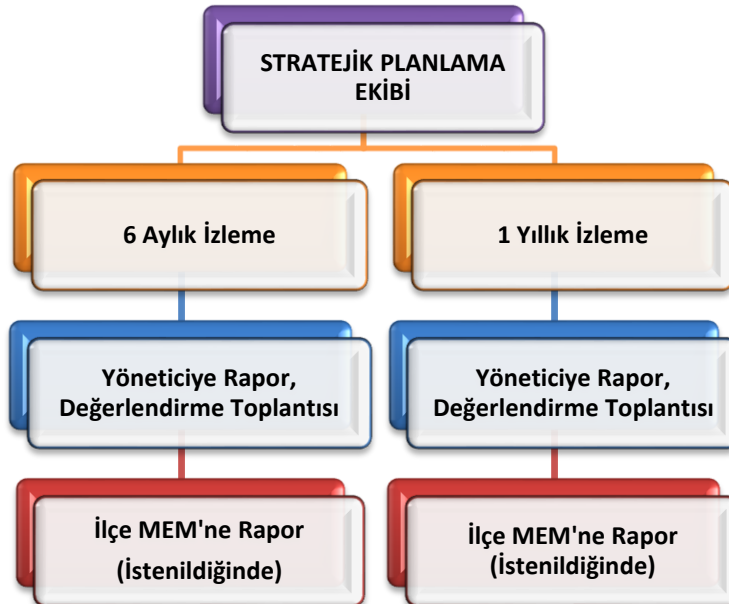 STRATEJİK PLANLAMA
EKİBİ
6 Aylık İzleme
1 Yıllık İzleme
Yöneticiye Rapor,
Değerlendirme Toplantısı
Yöneticiye Rapor,
Değerlendirme Toplantısı
İlçe MEM'ne Rapor
(İstenildiğinde)
İlçe MEM'ne Rapor
(İstenildiğinde)